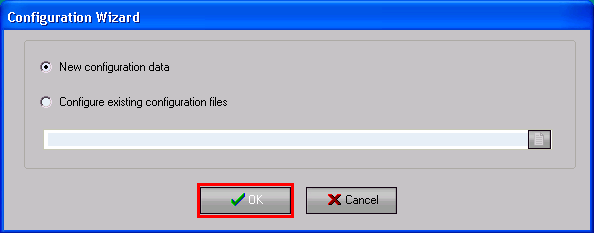 Configuration Wizard
New configuration data
Configure existing configuration files
OK
Cancel